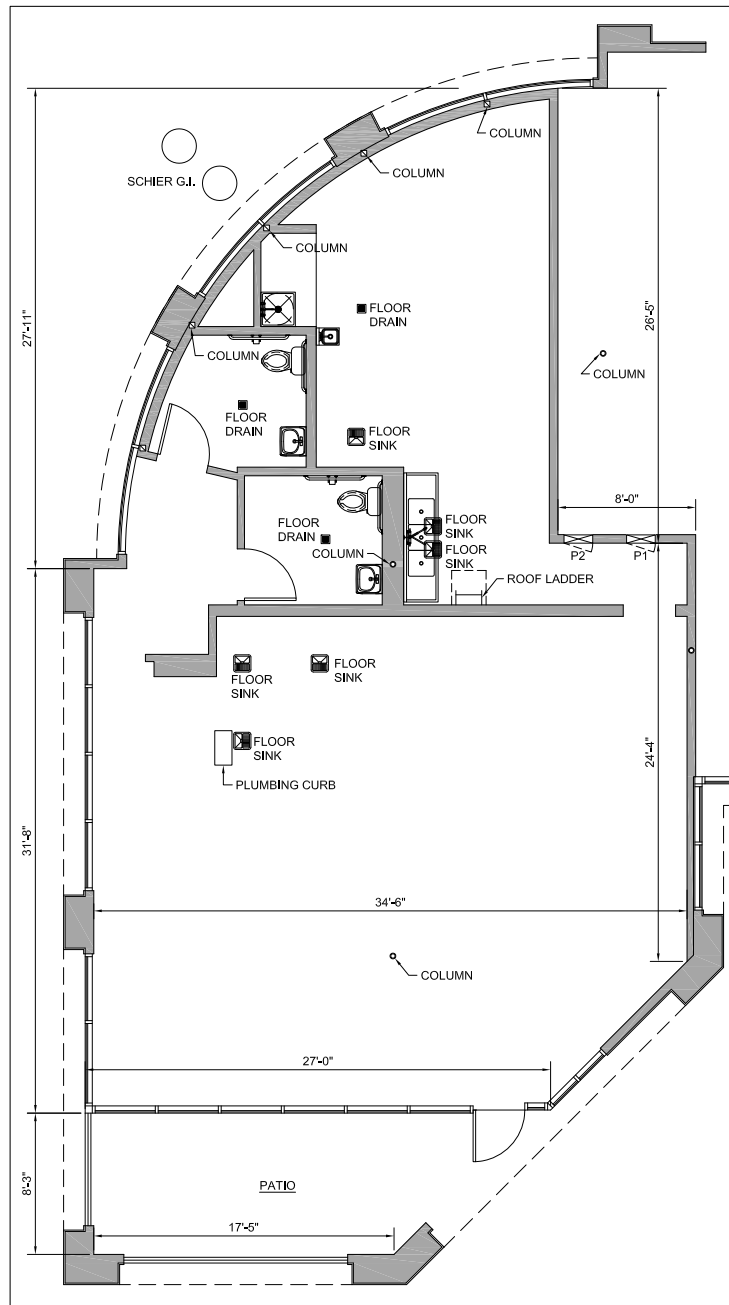 COLUMN
COLUMN
SCHIER G.I.
COLUMN
27'-11"
26'-5"
FLOOR
DRAIN
COLUMN
COLUMN
FLOOR
DRAIN
FLOOR
SINK
8'-0"
FLOOR
DRAIN
FLOOR
SINK
FLOOR
SINK
COLUMN
P2
P1
ROOF LADDER
FLOOR
SINK
FLOOR
SINK
FLOOR
SINK
24'-4"
PLUMBING CURB
31'-8"
34'-6"
COLUMN
27'-0"
8'-3"
PATIO
17'-5"